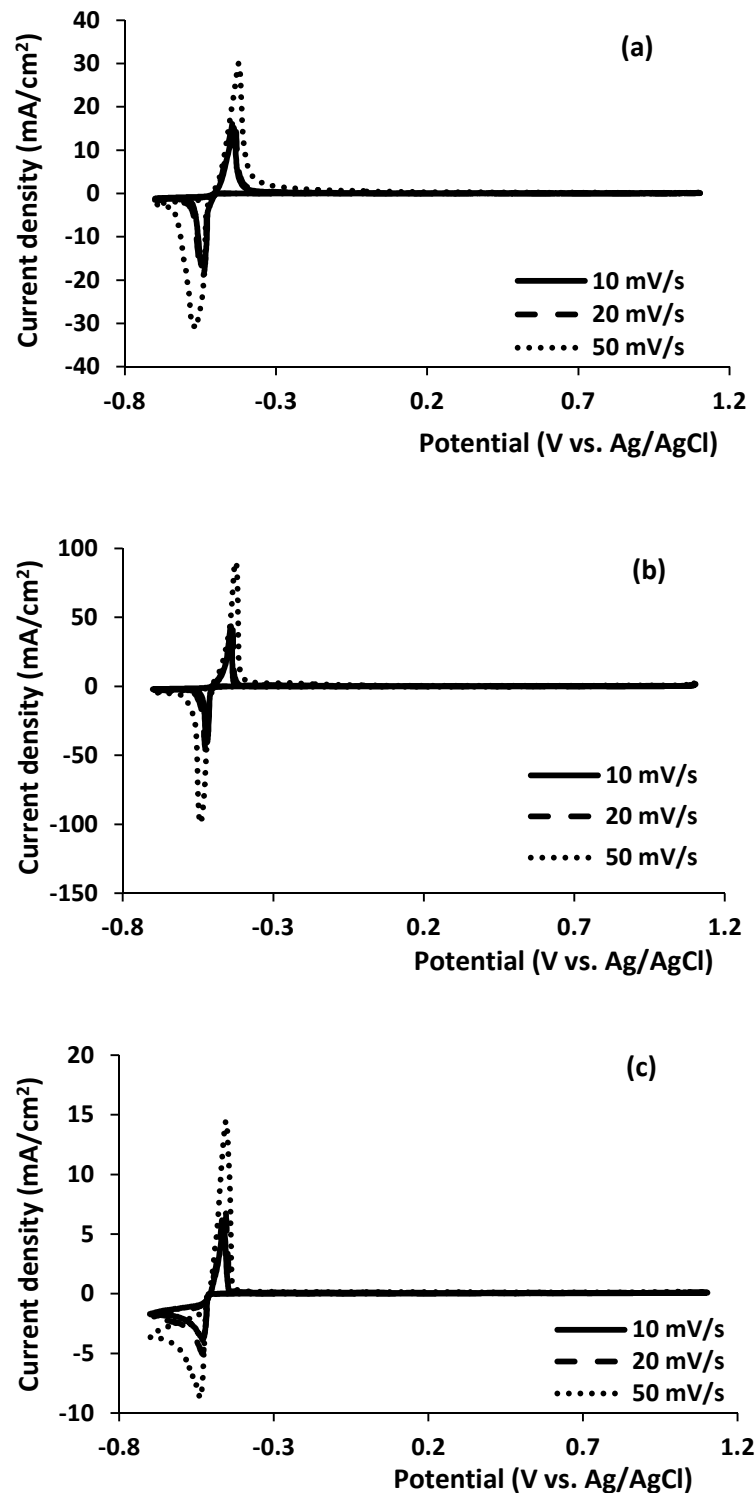 40
30
20
10
0
-10
-20
-30
-40
-0.8 -0.3 0.2 0.7 1.2
Current density (mA/cm²)
Potential (V vs. Ag/AgCl)
(a)
10 mV/s
20 mV/s
50 mV/s
100
50
0
-50
-100
-150
-0.8 -0.3 0.2 0.7 1.2
Current density (mA/cm²)
Potential (V vs. Ag/AgCl)
(b)
10 mV/s
20 mV/s
50 mV/s
20
15
10
5
0
-5
-10
-0.8 -0.3 0.2 0.7 1.2
Current density (mA/cm²)
Potential (V vs. Ag/AgCl)
(c)
10 mV/s
20 mV/s
50 mV/s